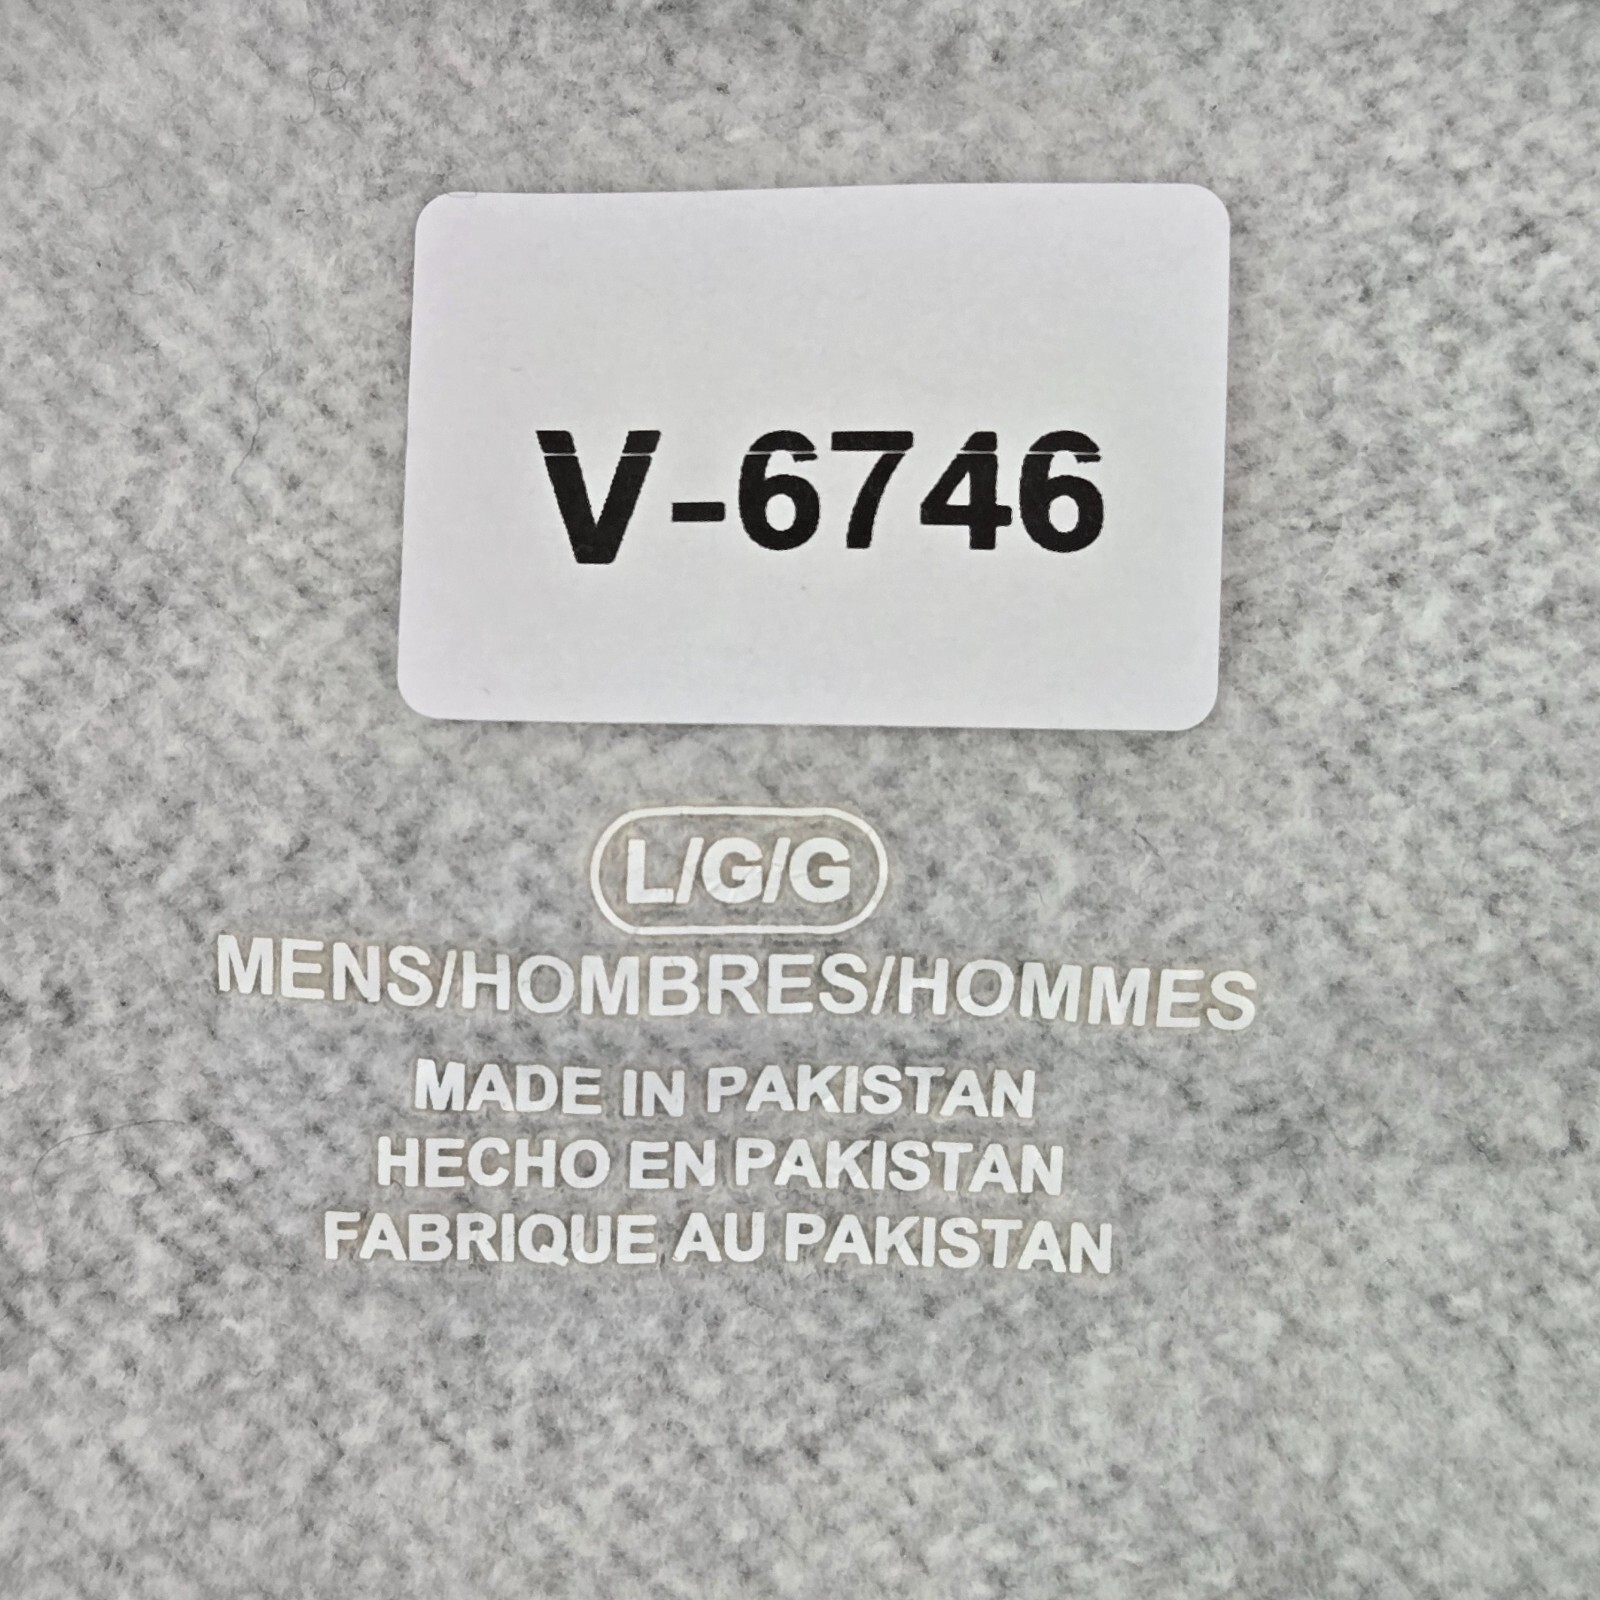 V-6746
L/G/G
MENS/HOMBRES/HOMMES
MADE IN PAKISTAN
HECHO EN PAKISTAN
FABRIQUE AU PAKISTAN